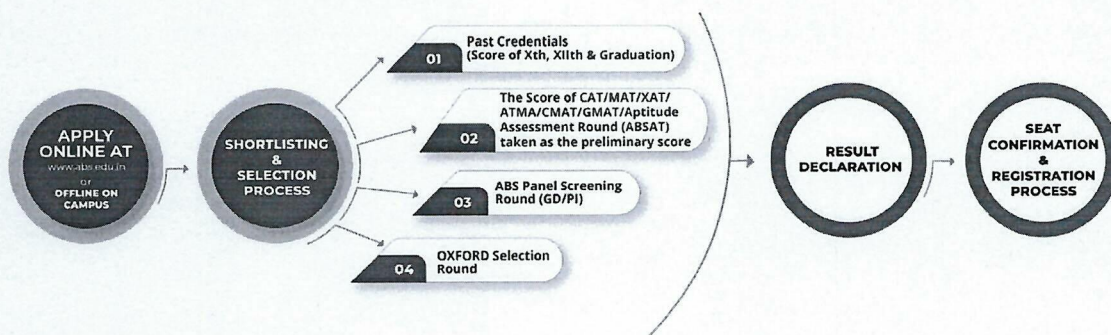 APPLY
ONLINE AT
www.abs.edu.in
or
OFFLINE ON
CAMPUS
SHORTLISTING
&
SELECTION
PROCESS
01
Past Credentials
(Score of Xth, XIIth & Graduation)
02
The Score of CAT/MAT/XAT/
ATMA/CMAT/GMAT/Aptitude
Assessment Round (ABSAT)
taken as the preliminary score
03
ABS Panel Screening
Round (GD/PI)
04
OXFORD Selection
Round
RESULT
DECLARATION
SEAT
CONFIRMATION
&
REGISTRATION
PROCESS